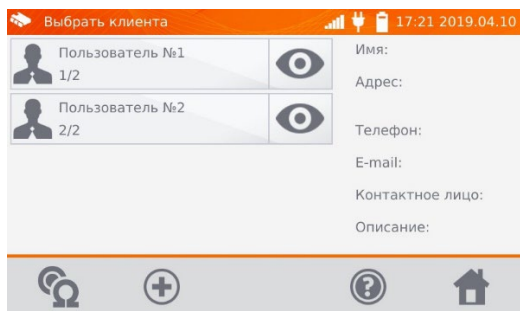 Выбрать клиента
17:21 2019.04.10
Пользователь №1
1/2
Пользователь №2
2/2
Имя:
Адрес:
Телефон:
E-mail:
Контактное лицо:
Описание: